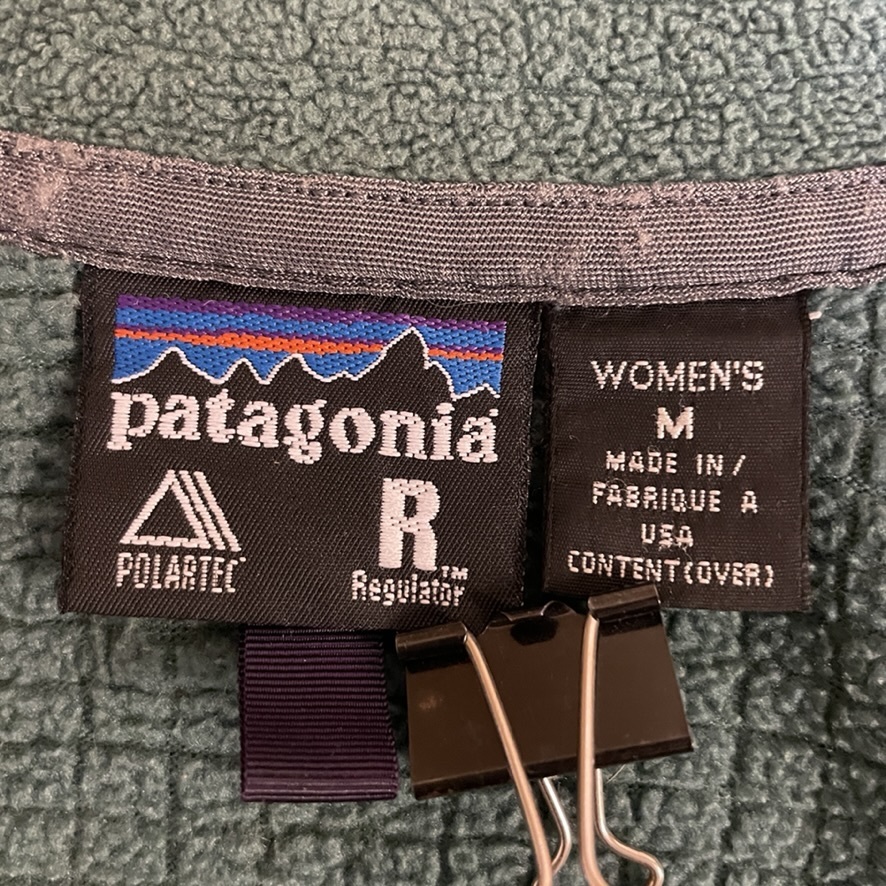 patagonia
POLARTEC
R
Regulator™
WOMEN'S
M
MADE IN/
FABRIQUE A
USA
CONTENT(OVER)